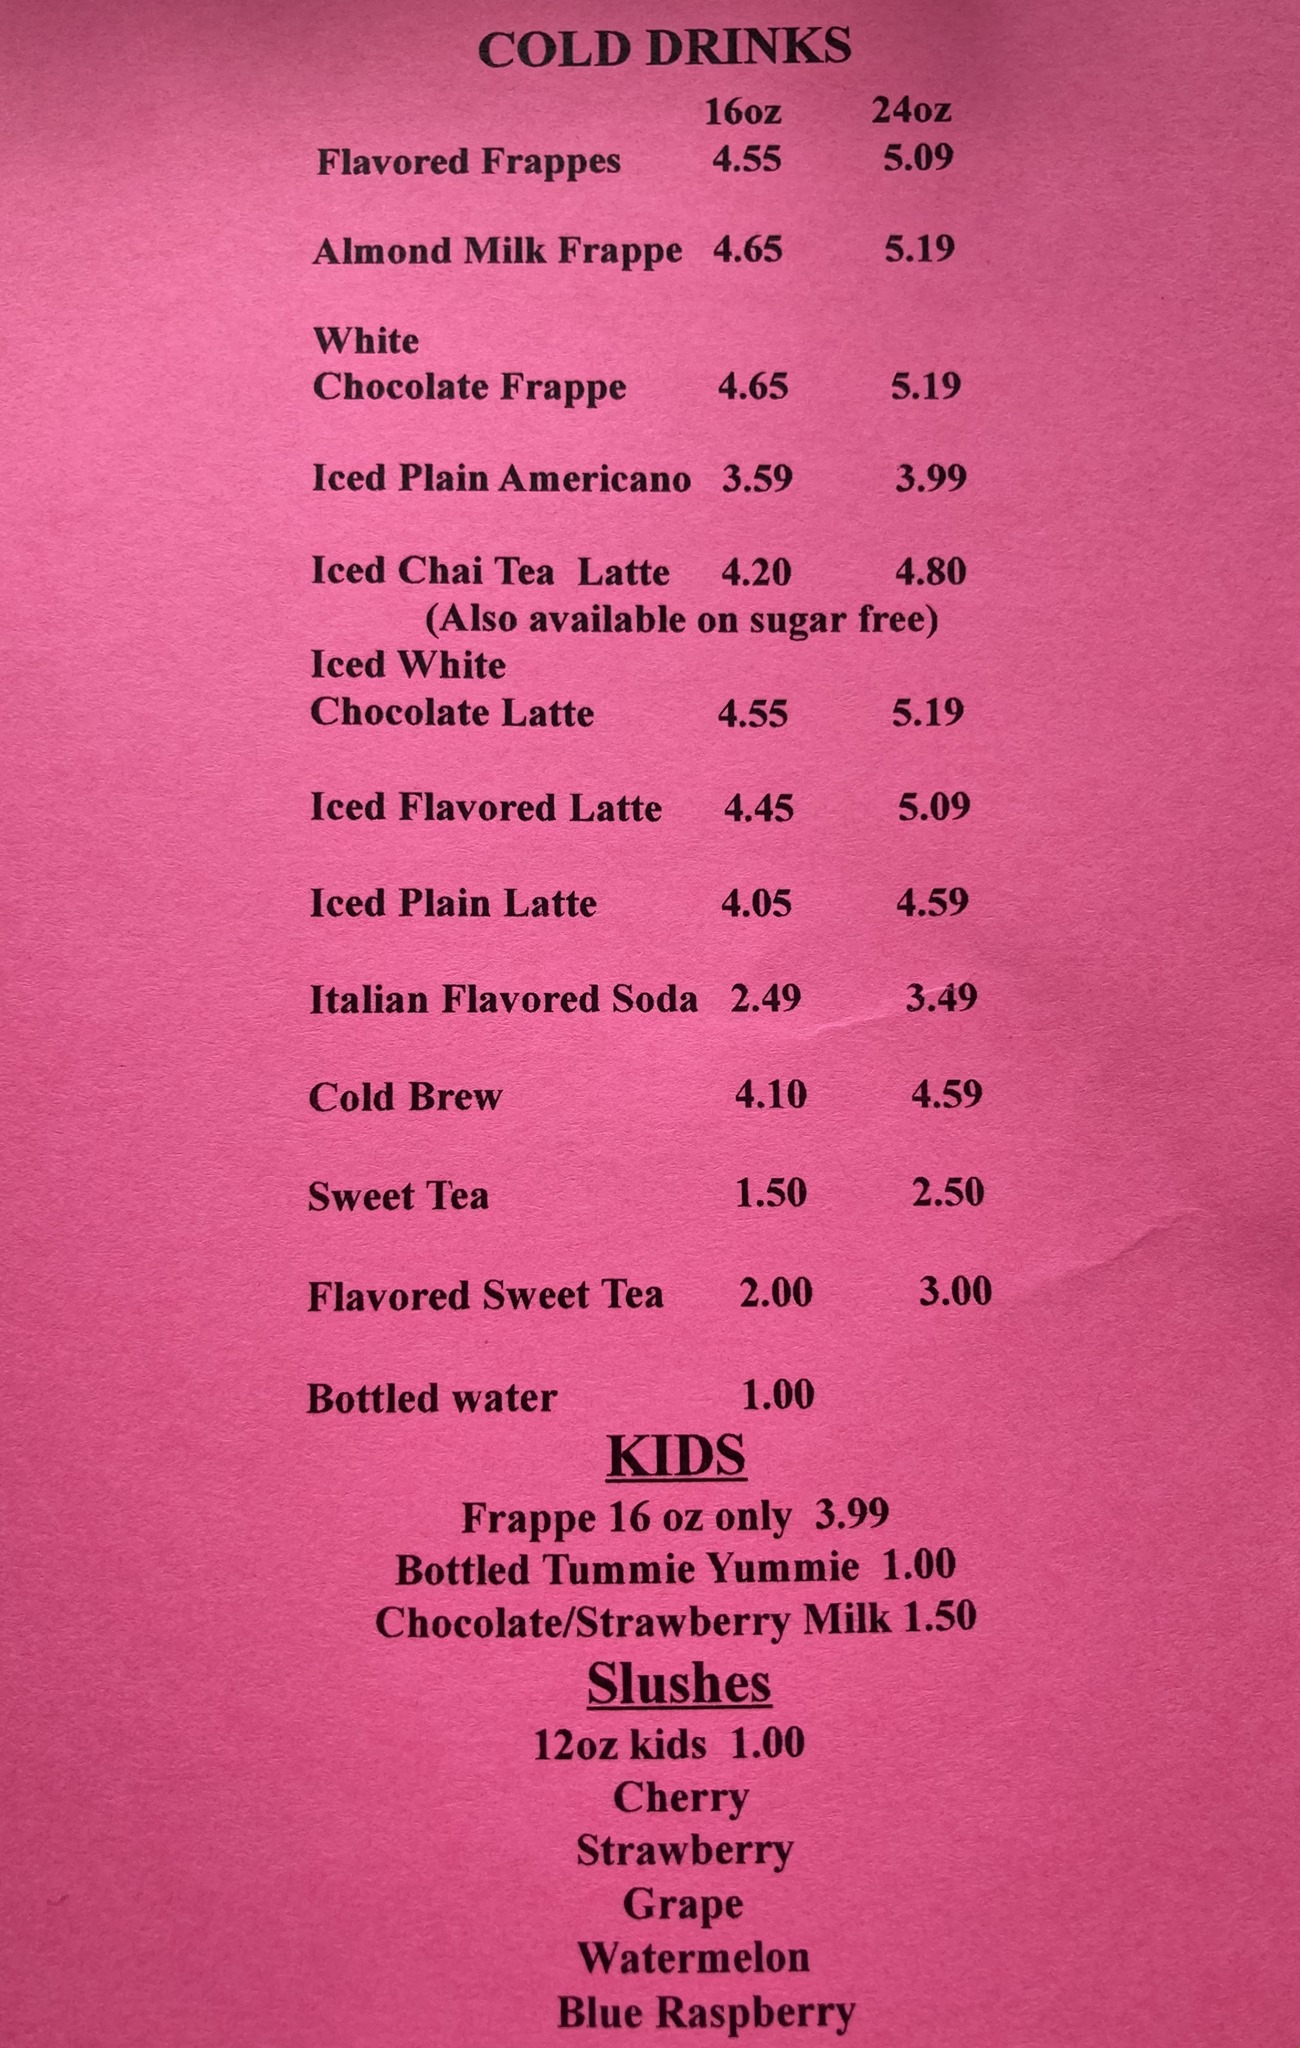 COLD DRINKS
16oz 24oz
Flavored Frappes 4.55 5.09
Almond Milk Frappe 4.65 5.19
White
Chocolate Frappe 4.65 5.19
Iced Plain Americano 3.59 3.99
Iced Chai Tea Latte 4.20 4.80
(Also available on sugar free)
Iced White
Chocolate Latte 4.55 5.19
Iced Flavored Latte 4.45 5.09
Iced Plain Latte 4.05 4.59
Italian Flavored Soda 2.49 3.49
Cold Brew 4.10 4.59
Sweet Tea 1.50 2.50
Flavored Sweet Tea 2.00 3.00
Bottled water 1.00
KIDS
Frappe 16 oz only 3.99
Bottled Tummie Yummie 1.00
Chocolate/Strawberry Milk 1.50
Slushes
12oz kids 1.00
Cherry
Strawberry
Grape
Watermelon
Blue Raspberry